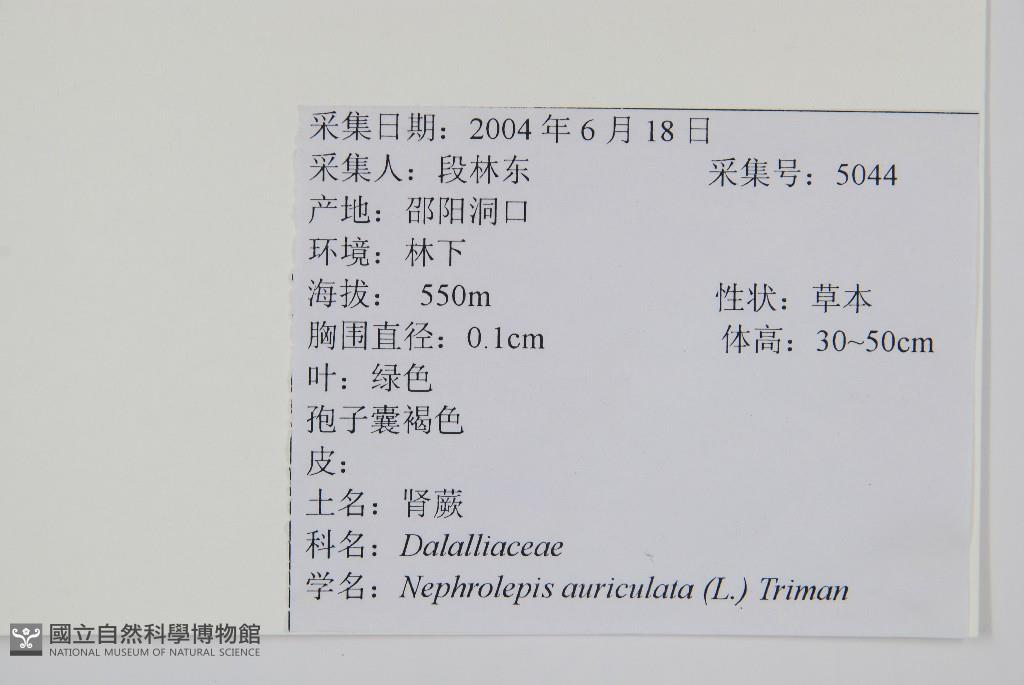 采集日期：2004 年 6 月 18 日
采集人：段林东 采集号：5044
产地：邵阳洞口
环境：林下
海拔： 550m 性状：草本
胸围直径：0.1cm 体高：30~50cm
叶：绿色
孢子囊褐色
皮：
土名：肾蕨
科名：Dalalliaceae
学名：Nephrolepis auriculata (L.) Triman
國立自然科學博物館
NATIONAL MUSEUM OF NATURAL SCIENCE